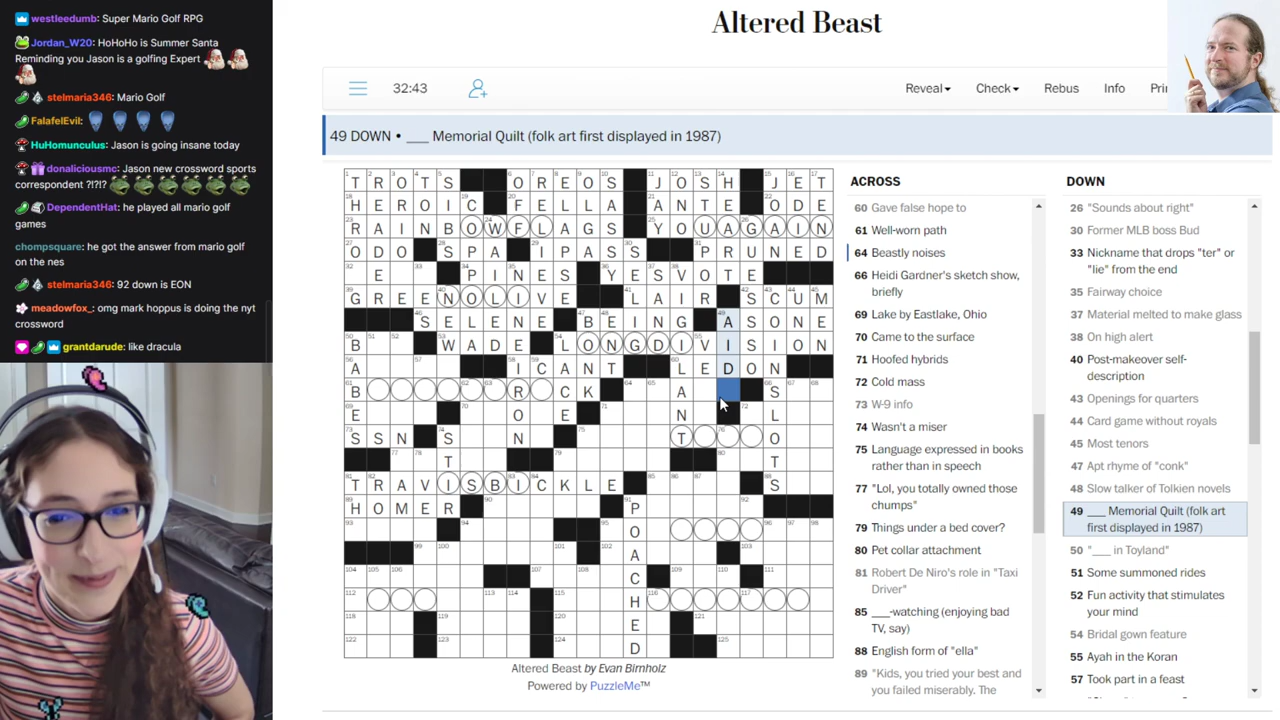 westleedumb: Super Mario Golf RPG
Jordan_W20: HoHoHo is Summer Santa
Reminding you Jason is a golfing Expert
stelmaria346: Mario Golf
FalafelEvil:
HuHomunculus: Jason is going insane today
donaliciousmc: Jason new crossword sports
correspondent ?!?!?
DependentHat: he played all mario golf
games
chompsquare: he got the answer from mario golf
on the nes
stelmaria346: 92 down is EON
meadowfox_: omg mark hoppus is doing the nyt
crossword
grantdarude: like dracula
Altered Beast
32:43
Reveal
Check
Rebus
Info
49 DOWN • ___ Memorial Quilt (folk art first displayed in 1987)
T R O T S O R E O S J O S H J E T
H E R O I C F E L L A A N T E O D E
R A I N B O W F L A G S Y O U A G A I N
O D O S P A I P A S S P R U N E D
E P I N E S Y E S V O T E
G R E E N O L I V E L A I R S C U M
S E L E N E B E I N G A S O N E
B W A D E L O N G D I V I S I O N
A I C A N T L E D O N
B R C K A S
E O E N L
S S N S N T O
T T
T R A V I S B I C K L E S
H O M E R P
O
A
C
H
E
D
Altered Beast by Evan Birnholz
Powered by PuzzleMe™
ACROSS
60 Gave false hope to
61 Well-worn path
64 Beastly noises
66 Heidi Gardner's sketch show,
briefly
69 Lake by Eastlake, Ohio
70 Came to the surface
71 Hoofed hybrids
72 Cold mass
73 W-9 info
74 Wasn't a miser
75 Language expressed in books
rather than in speech
77 "Lol, you totally owned those
chumps"
79 Things under a bed cover?
80 Pet collar attachment
81 Robert De Niro's role in "Taxi
Driver"
85 ___-watching (enjoying bad
TV, say)
88 English form of "ella"
89 "Kids, you tried your best and
you failed miserably. The
DOWN
26 "Sounds about right"
30 Former MLB boss Bud
33 Nickname that drops "ter" or
"lie" from the end
35 Fairway choice
37 Material melted to make glass
38 On high alert
40 Post-makeover self-
description
43 Openings for quarters
44 Card game without royals
45 Most tenors
47 Apt rhyme of "conk"
48 Slow talker of Tolkien novels
49 ___ Memorial Quilt (folk art
first displayed in 1987)
50 "___ in Toyland"
51 Some summoned rides
52 Fun activity that stimulates
your mind
54 Bridal gown feature
55 Ayah in the Koran
57 Took part in a feast